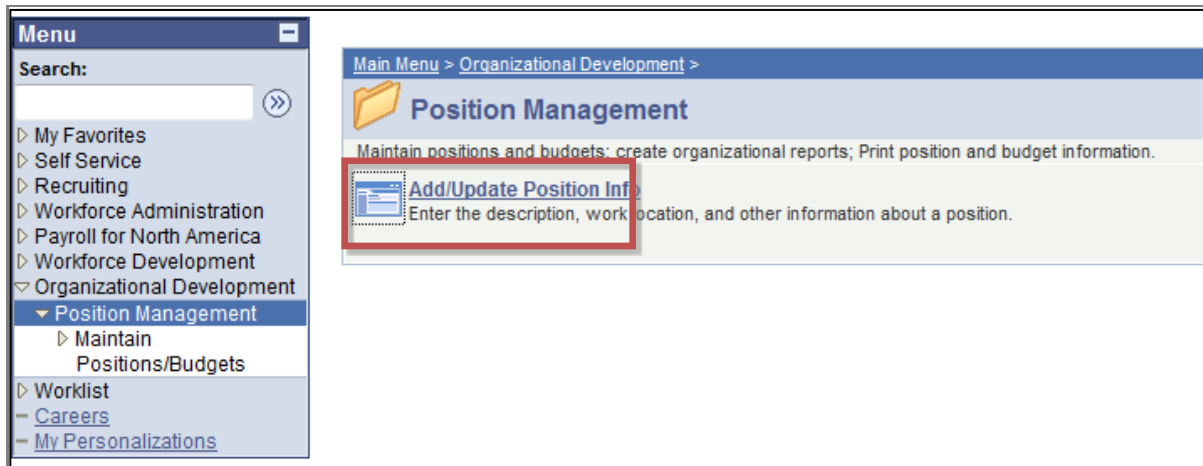 Menu
Search:
My Favorites
Self Service
Recruiting
Workforce Administration
Payroll for North America
Workforce Development
Organizational Development
Position Management
Maintain
Positions/Budgets
Worklist
Careers
My Personalizations
Main Menu > Organizational Development >
Position Management
Maintain positions and budgets; create organizational reports; Print position and budget information.
Add/Update Position Info
Enter the description, work location, and other information about a position.